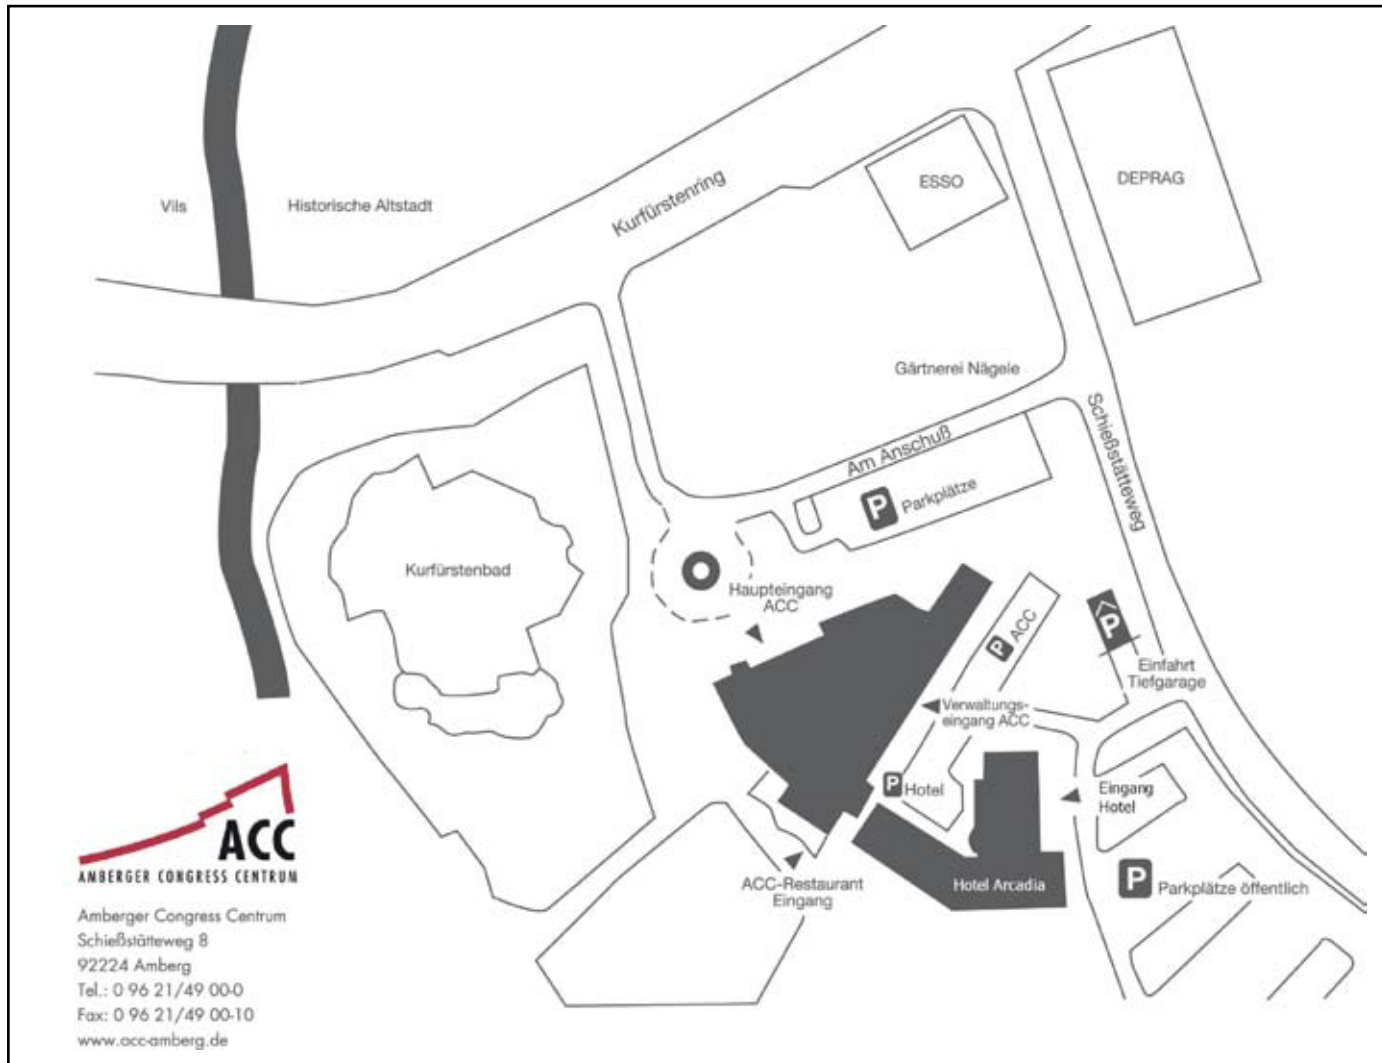 Kurfürstenring
ESSO
DEPRAG
Vils
Historische Altstadt
Gärtnerei Nägele
Schießstätteweg
Am Anschuß
P Parkplätze
Kurfürstenbad
Haupteingang
ACC
P ACC
P
Einfahrt
Tiefgarage
Verwaltungs-
eingang ACC
P Hotel
Eingang
Hotel
ACC-Restaurant
Eingang
Hotel Arcadia
P Parkplätze öffentlich
ACC
AMBERGER CONGRESS CENTRUM
Amberger Congress Centrum
Schießstätteweg 8
92224 Amberg
Tel.: 0 96 21/49 00-0
Fax: 0 96 21/49 00-10
www.acc-amberg.de